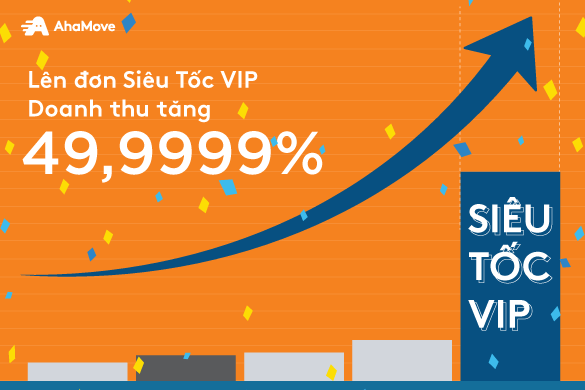 AhaMove
Lên đơn Siêu Tốc VIP
Doanh thu tăng
49,9999%
SIÊU
TỐC
VIP